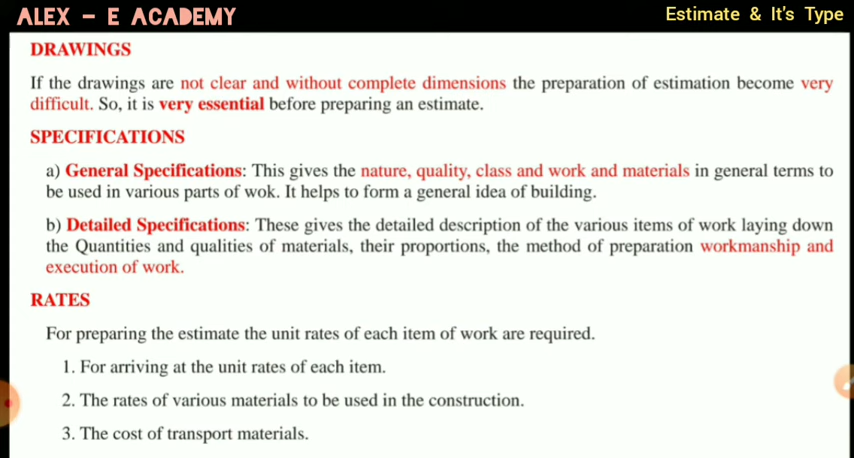 ALEX - E ACADEMY
Estimate & It's Type
DRAWINGS
If the drawings are not clear and without complete dimensions the preparation of estimation become very
difficult. So, it is very essential before preparing an estimate.
SPECIFICATIONS
a) General Specifications: This gives the nature, quality, class and work and materials in general terms to
be used in various parts of wok. It helps to form a general idea of building.
b) Detailed Specifications: These gives the detailed description of the various items of work laying down
the Quantities and qualities of materials, their proportions, the method of preparation workmanship and
execution of work.
RATES
For preparing the estimate the unit rates of each item of work are required.
1. For arriving at the unit rates of each item.
2. The rates of various materials to be used in the construction.
3. The cost of transport materials.